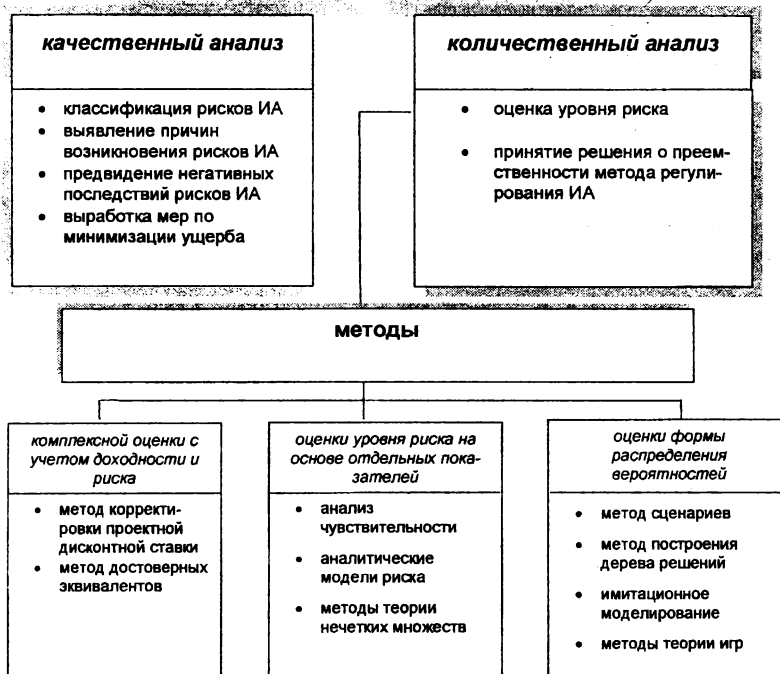 качественный анализ
• классификация рисков ИА
• выявление причин
возникновения рисков ИА
• предвидение негативных
последствий рисков ИА
• выработка мер по
минимизации ущерба
количественный анализ
• оценка уровня риска
• принятие решения о преем-
ственности метода регули-
рования ИА
методы
комплексной оценки с
учетом доходности и
риска
• метод корректи-
ровки проектной
дисконтной ставки
• метод достоверных
эквивалентов
оценки уровня риска на
основе отдельных пока-
зателей
• анализ
чувствительности
• аналитические
модели риска
• методы теории
нечетких множеств
оценки формы
распределения
вероятностей
• метод сценариев
• метод построения
дерева решений
• имитационное
моделирование
• методы теории игр